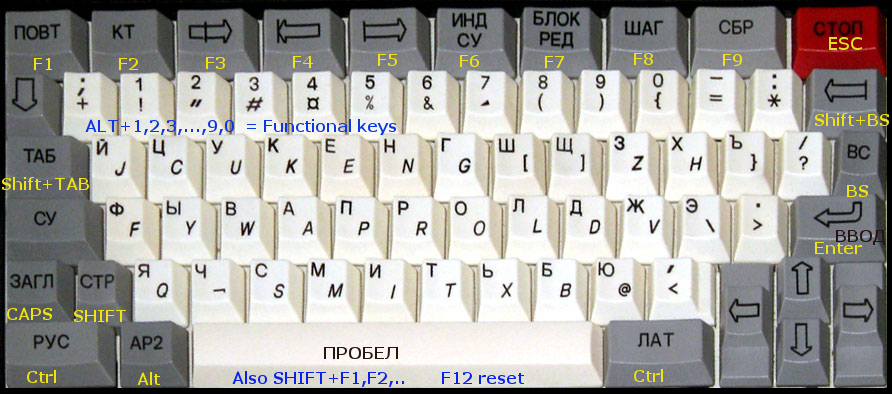 ПОВТ КТ ИНД СУ БЛОК РЕД ШАГ СБР СТОП
F1 F2 F3 F4 F5 F6 F7 F8 F9 ESC
; + 1 ! 2 " 3 # 4 ¤ 5 % 6 & 7 ´ 8 ( 9 ) 0 { – = : *
ALT+1,2,3,...,9,0 = Functional keys Shift+BS
ТАБ Й J Ц C У U К K Е E Н N Г G Ш [ Щ ] З Z Х H Ъ } / ? ВС
Shift+TAB BS
СУ Ф F Ы Y В W А A П P Р R О O Л L Д D Ж V Э \ . > ВВОД
Enter
ЗАГЛ СТР Я Q Ч ¬ С S М M И I Т T Ь X Б B Ю @ , <
CAPS SHIFT
РУС АР2 ПРОБЕЛ ЛАТ
Ctrl Alt Also SHIFT+F1,F2,.. F12 reset Ctrl